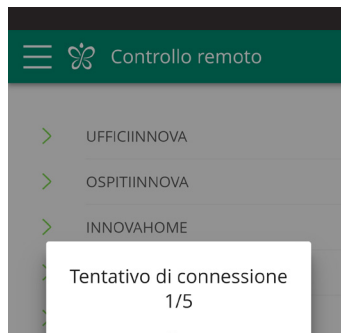 Controllo remoto
UFFICIINNOVA
OSPITIINNOVA
INNOVAHOME
Tentativo di connessione
1/5